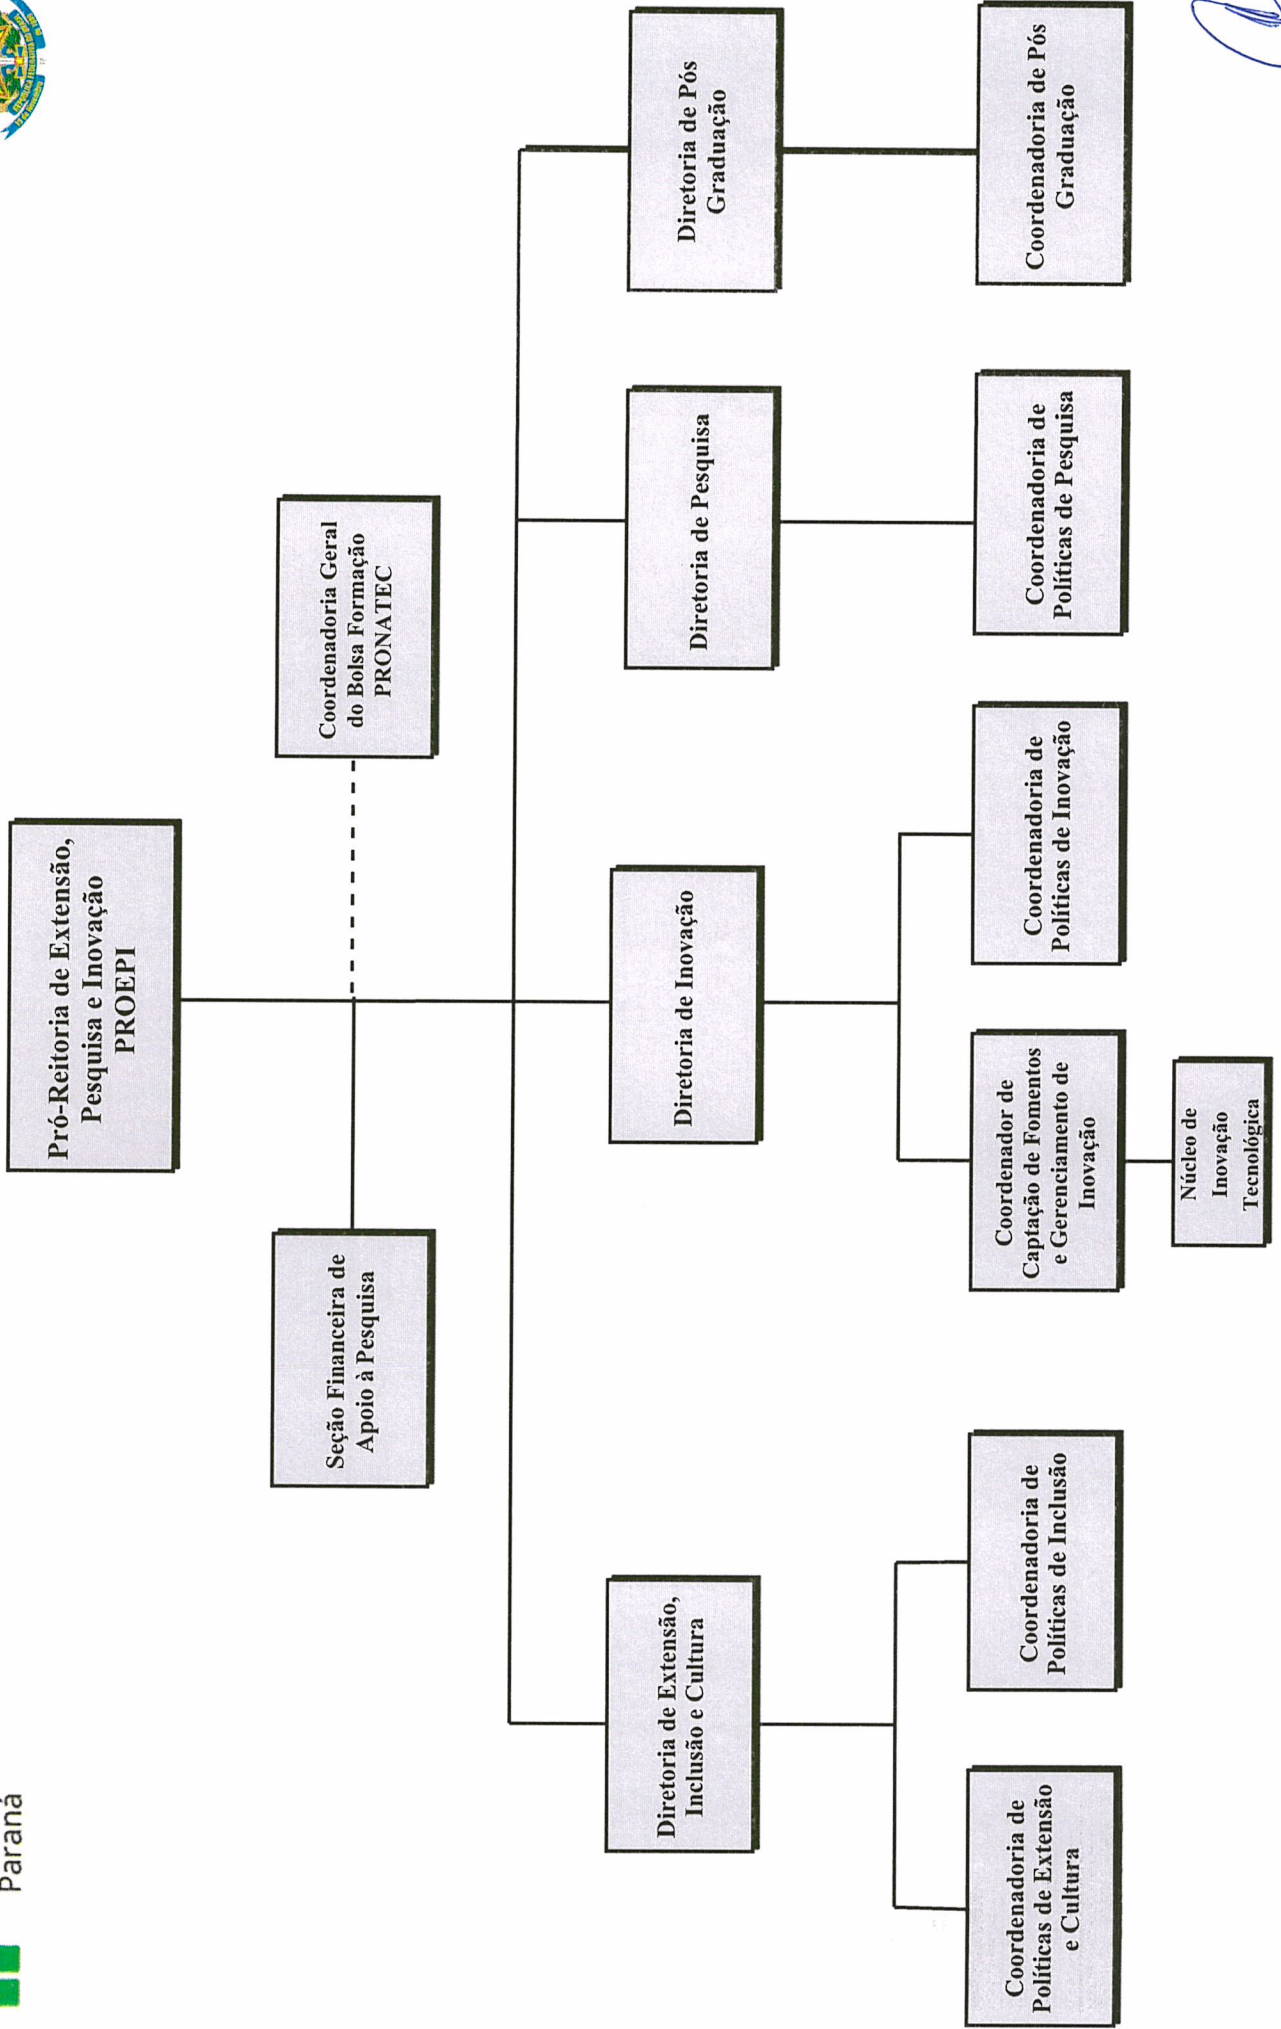 Paraná
Pró-Reitoria de Extensão,
Pesquisa e Inovação
PROEPI
Seção Financeira de
Apoio à Pesquisa
Coordenadoria Geral
do Bolsa Formação
PRONATEC
Diretoria de Extensão,
Inclusão e Cultura
Diretoria de Inovação
Diretoria de Pesquisa
Diretoria de Pós
Graduação
Coordenadoria de
Políticas de Extensão
e Cultura
Coordenadoria de
Políticas de Inclusão
Coordenador de
Captação de Fomentos
e Gerenciamento de
Inovação
Coordenadoria de
Políticas de Inovação
Coordenadoria de
Políticas de Pesquisa
Coordenadoria de Pós
Graduação
Núcleo de
Inovação
Tecnológica